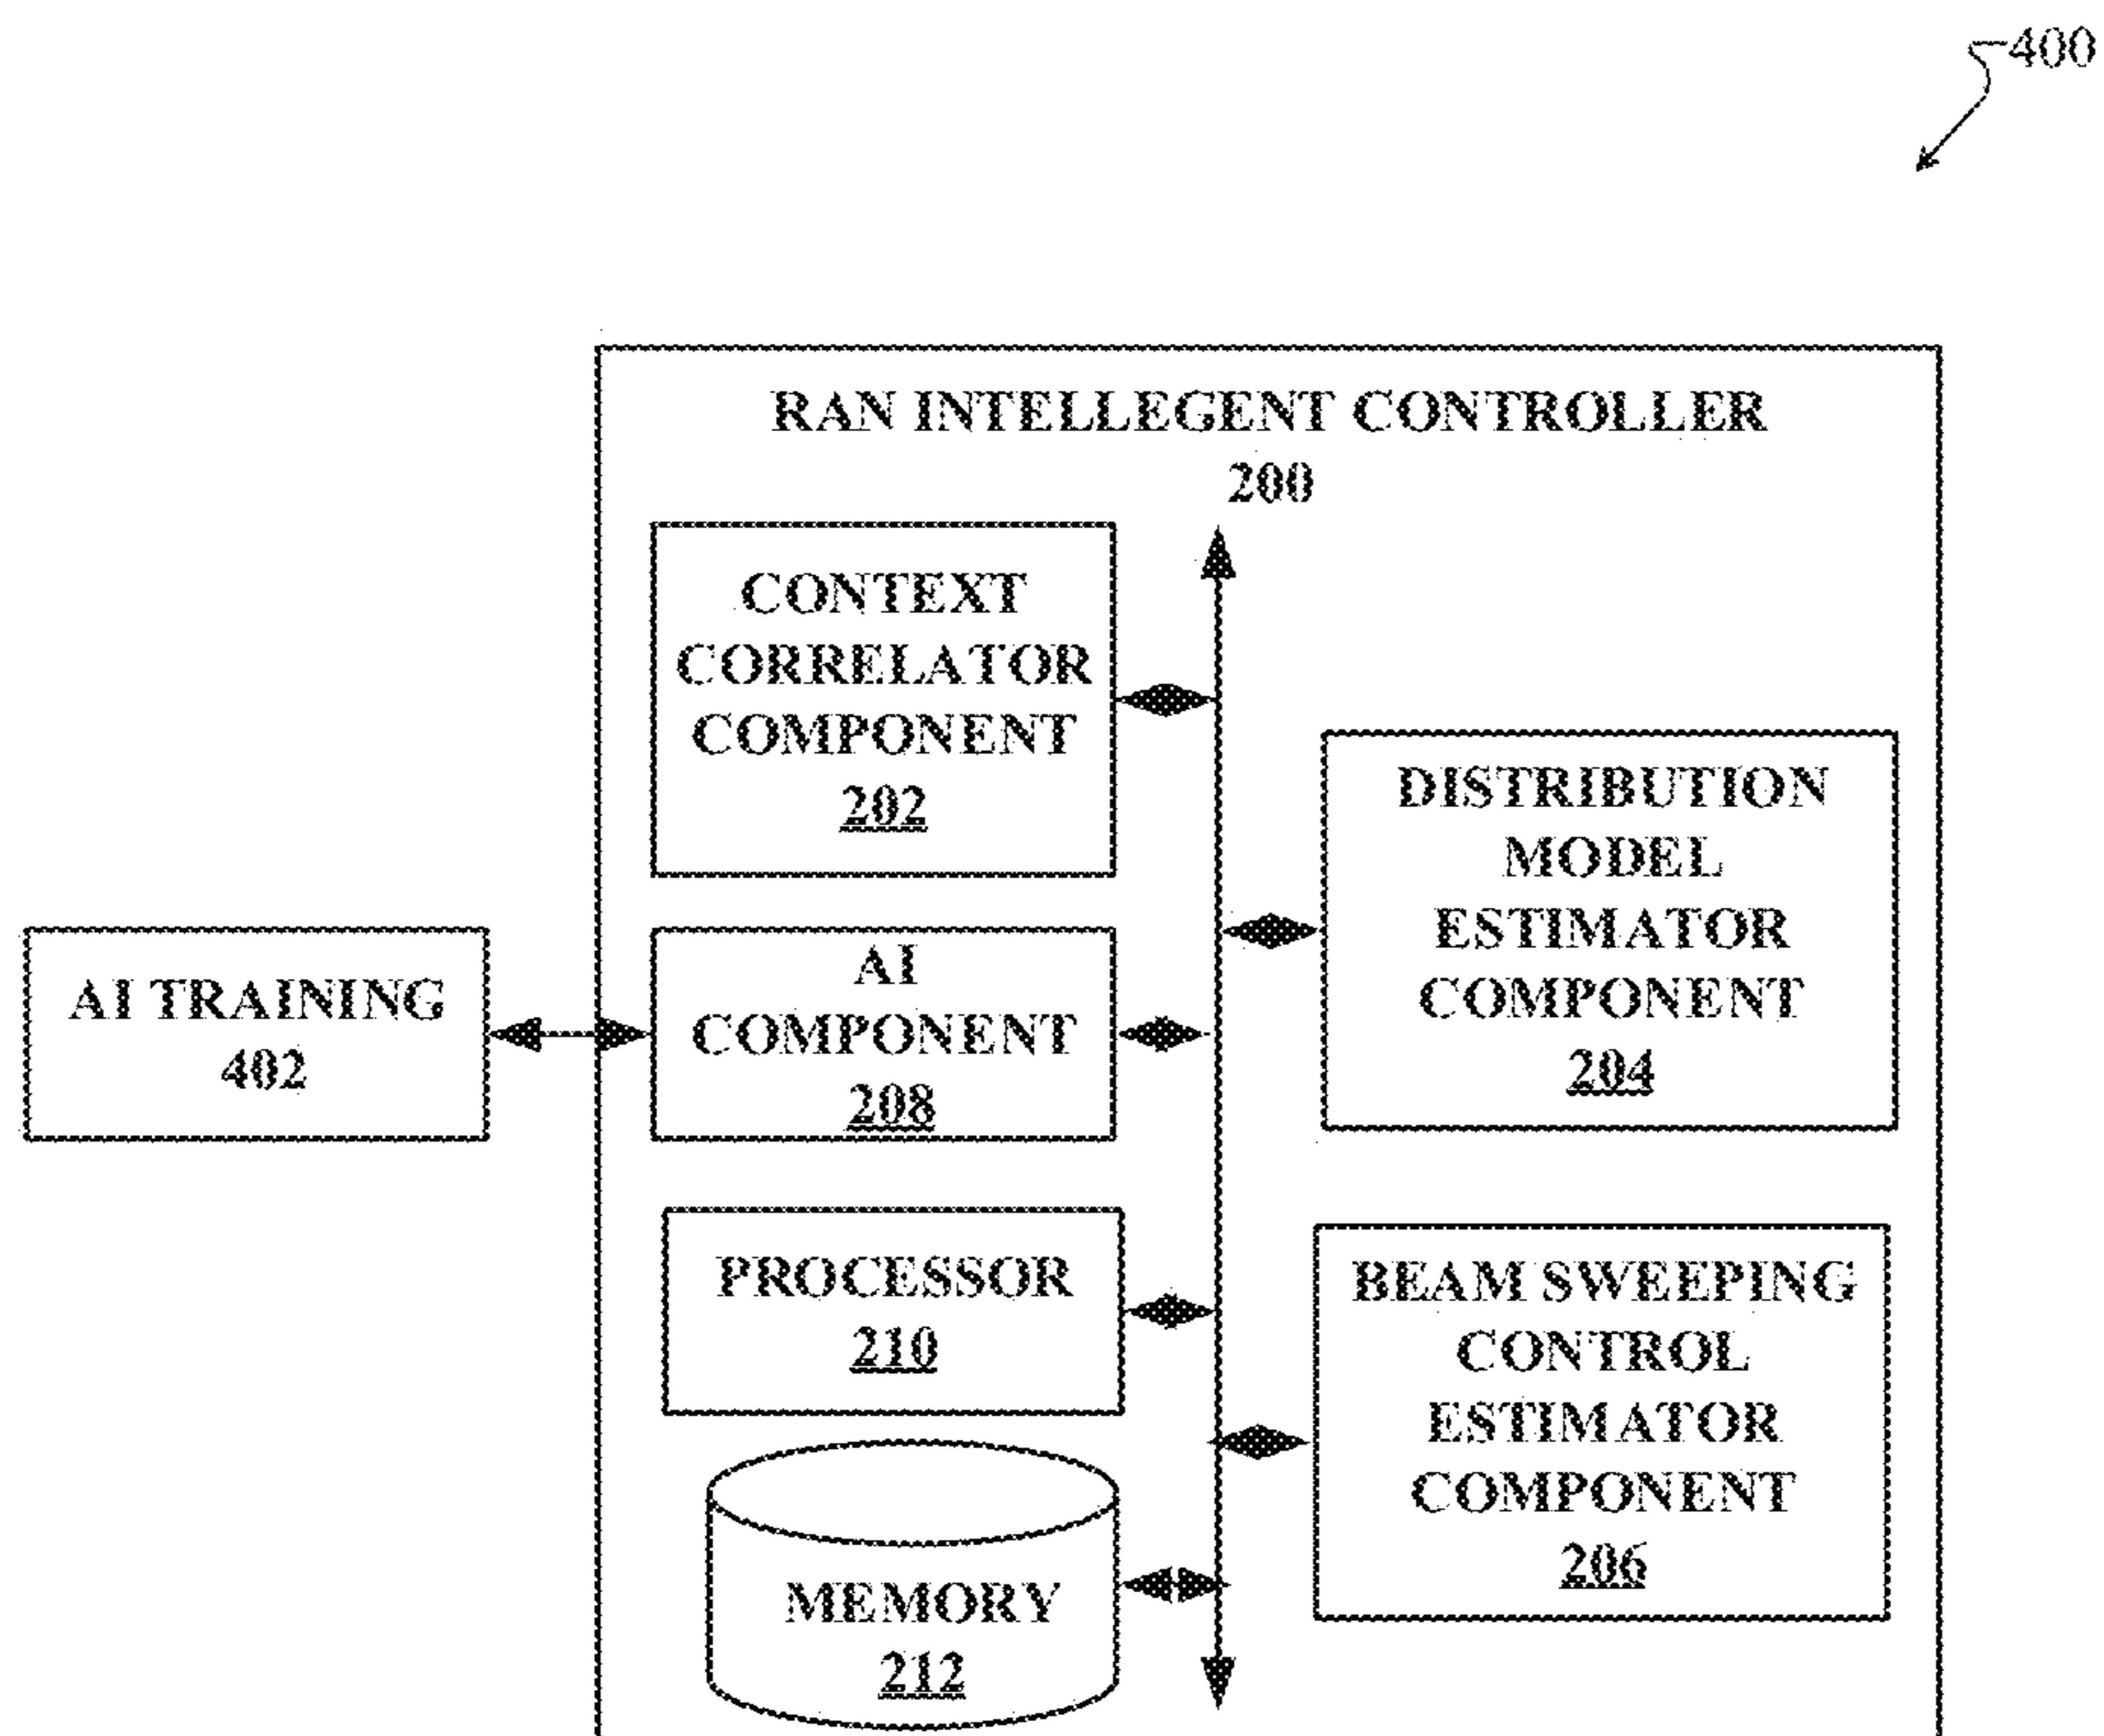 400
RAN INTELLEGENT CONTROLLER
200
CONTEXT
CORRELATOR
COMPONENT
202
DISTRIBUTION
MODEL
ESTIMATOR
COMPONENT
204
AI TRAINING
402
AI
COMPONENT
208
PROCESSOR
210
BEAM SWEEPING
CONTROL
ESTIMATOR
COMPONENT
206
MEMORY
212